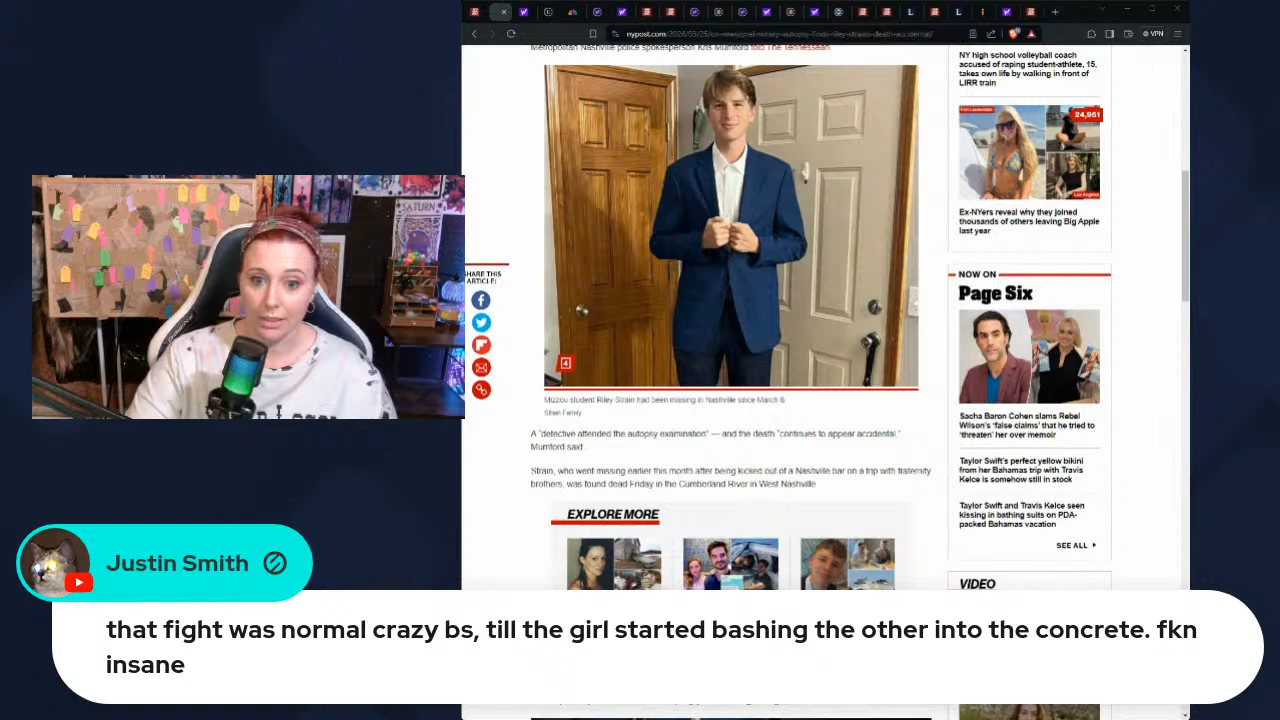 VPN
Metropolitan Nashville police spokesperson Kris Mumford told The Tennessean
NY high school volleyball coach
accused of raping student-athlete, 15,
takes own life by walking in front of
LIRR train
24,951
Ex-NYers reveal why they joined
thousands of others leaving Big Apple
last year
SATURN
SHARE THIS
ARTICLE:
NOW ON
Page Six
4
Mizzou student Riley Strain had been missing in Nashville since March 8.
Strain Family
Sacha Baron Cohen slams Rebel
Wilson's 'false claims' that he tried to
'threaten' her over memoir
A "detective attended the autopsy examination" — and the death "continues to appear accidental,"
Mumford said.
Taylor Swift's perfect yellow bikini
from her Bahamas trip with Travis
Kelce is somehow still in stock
Strain, who went missing earlier this month after being kicked out of a Nashville bar on a trip with fraternity
brothers, was found dead Friday in the Cumberland River in West Nashville
Taylor Swift and Travis Kelce seen
kissing in bathing suits on PDA-
packed Bahamas vacation
EXPLORE MORE
SEE ALL
VIDEO
Justin Smith
that fight was normal crazy bs, till the girl started bashing the other into the concrete. fkn
insane